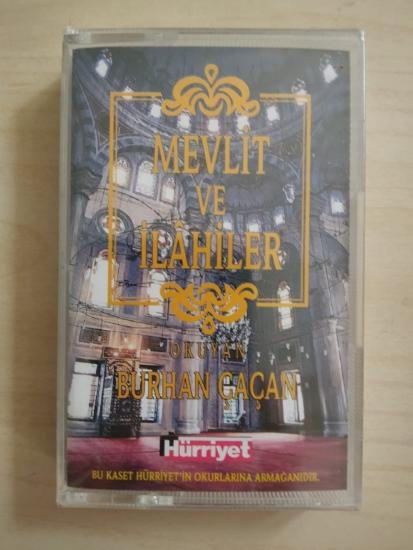 MEVLİT
VE
İLÂHİLER
OKUYAN
BURHAN ÇAÇAN
Hürriyet
BU KASET HÜRRİYET'İN OKURLARINA ARMAĞANIDIR.